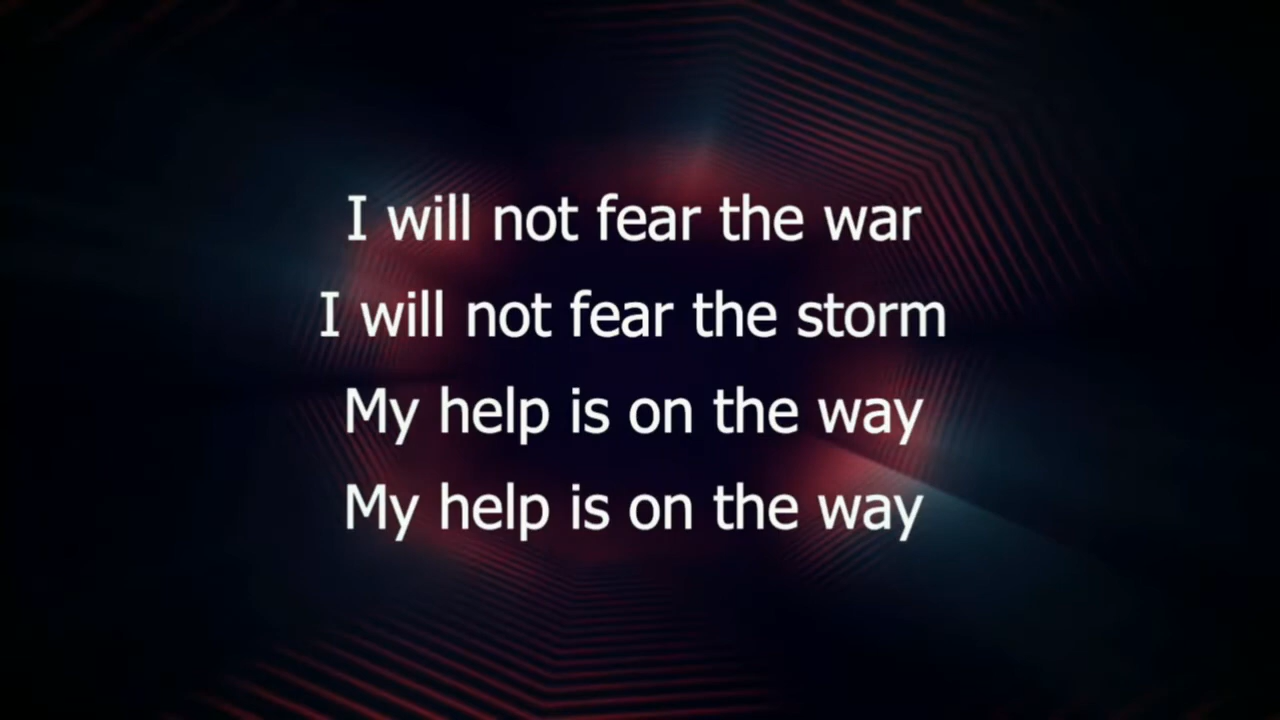 I will not fear the war
I will not fear the storm
My help is on the way
My help is on the way